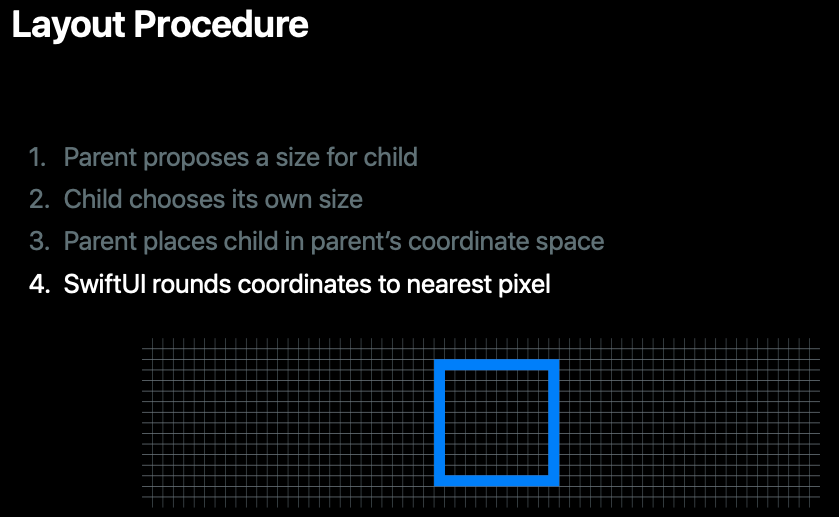 Layout Procedure
1. Parent proposes a size for child
2. Child chooses its own size
3. Parent places child in parent’s coordinate space
4. SwiftUI rounds coordinates to nearest pixel